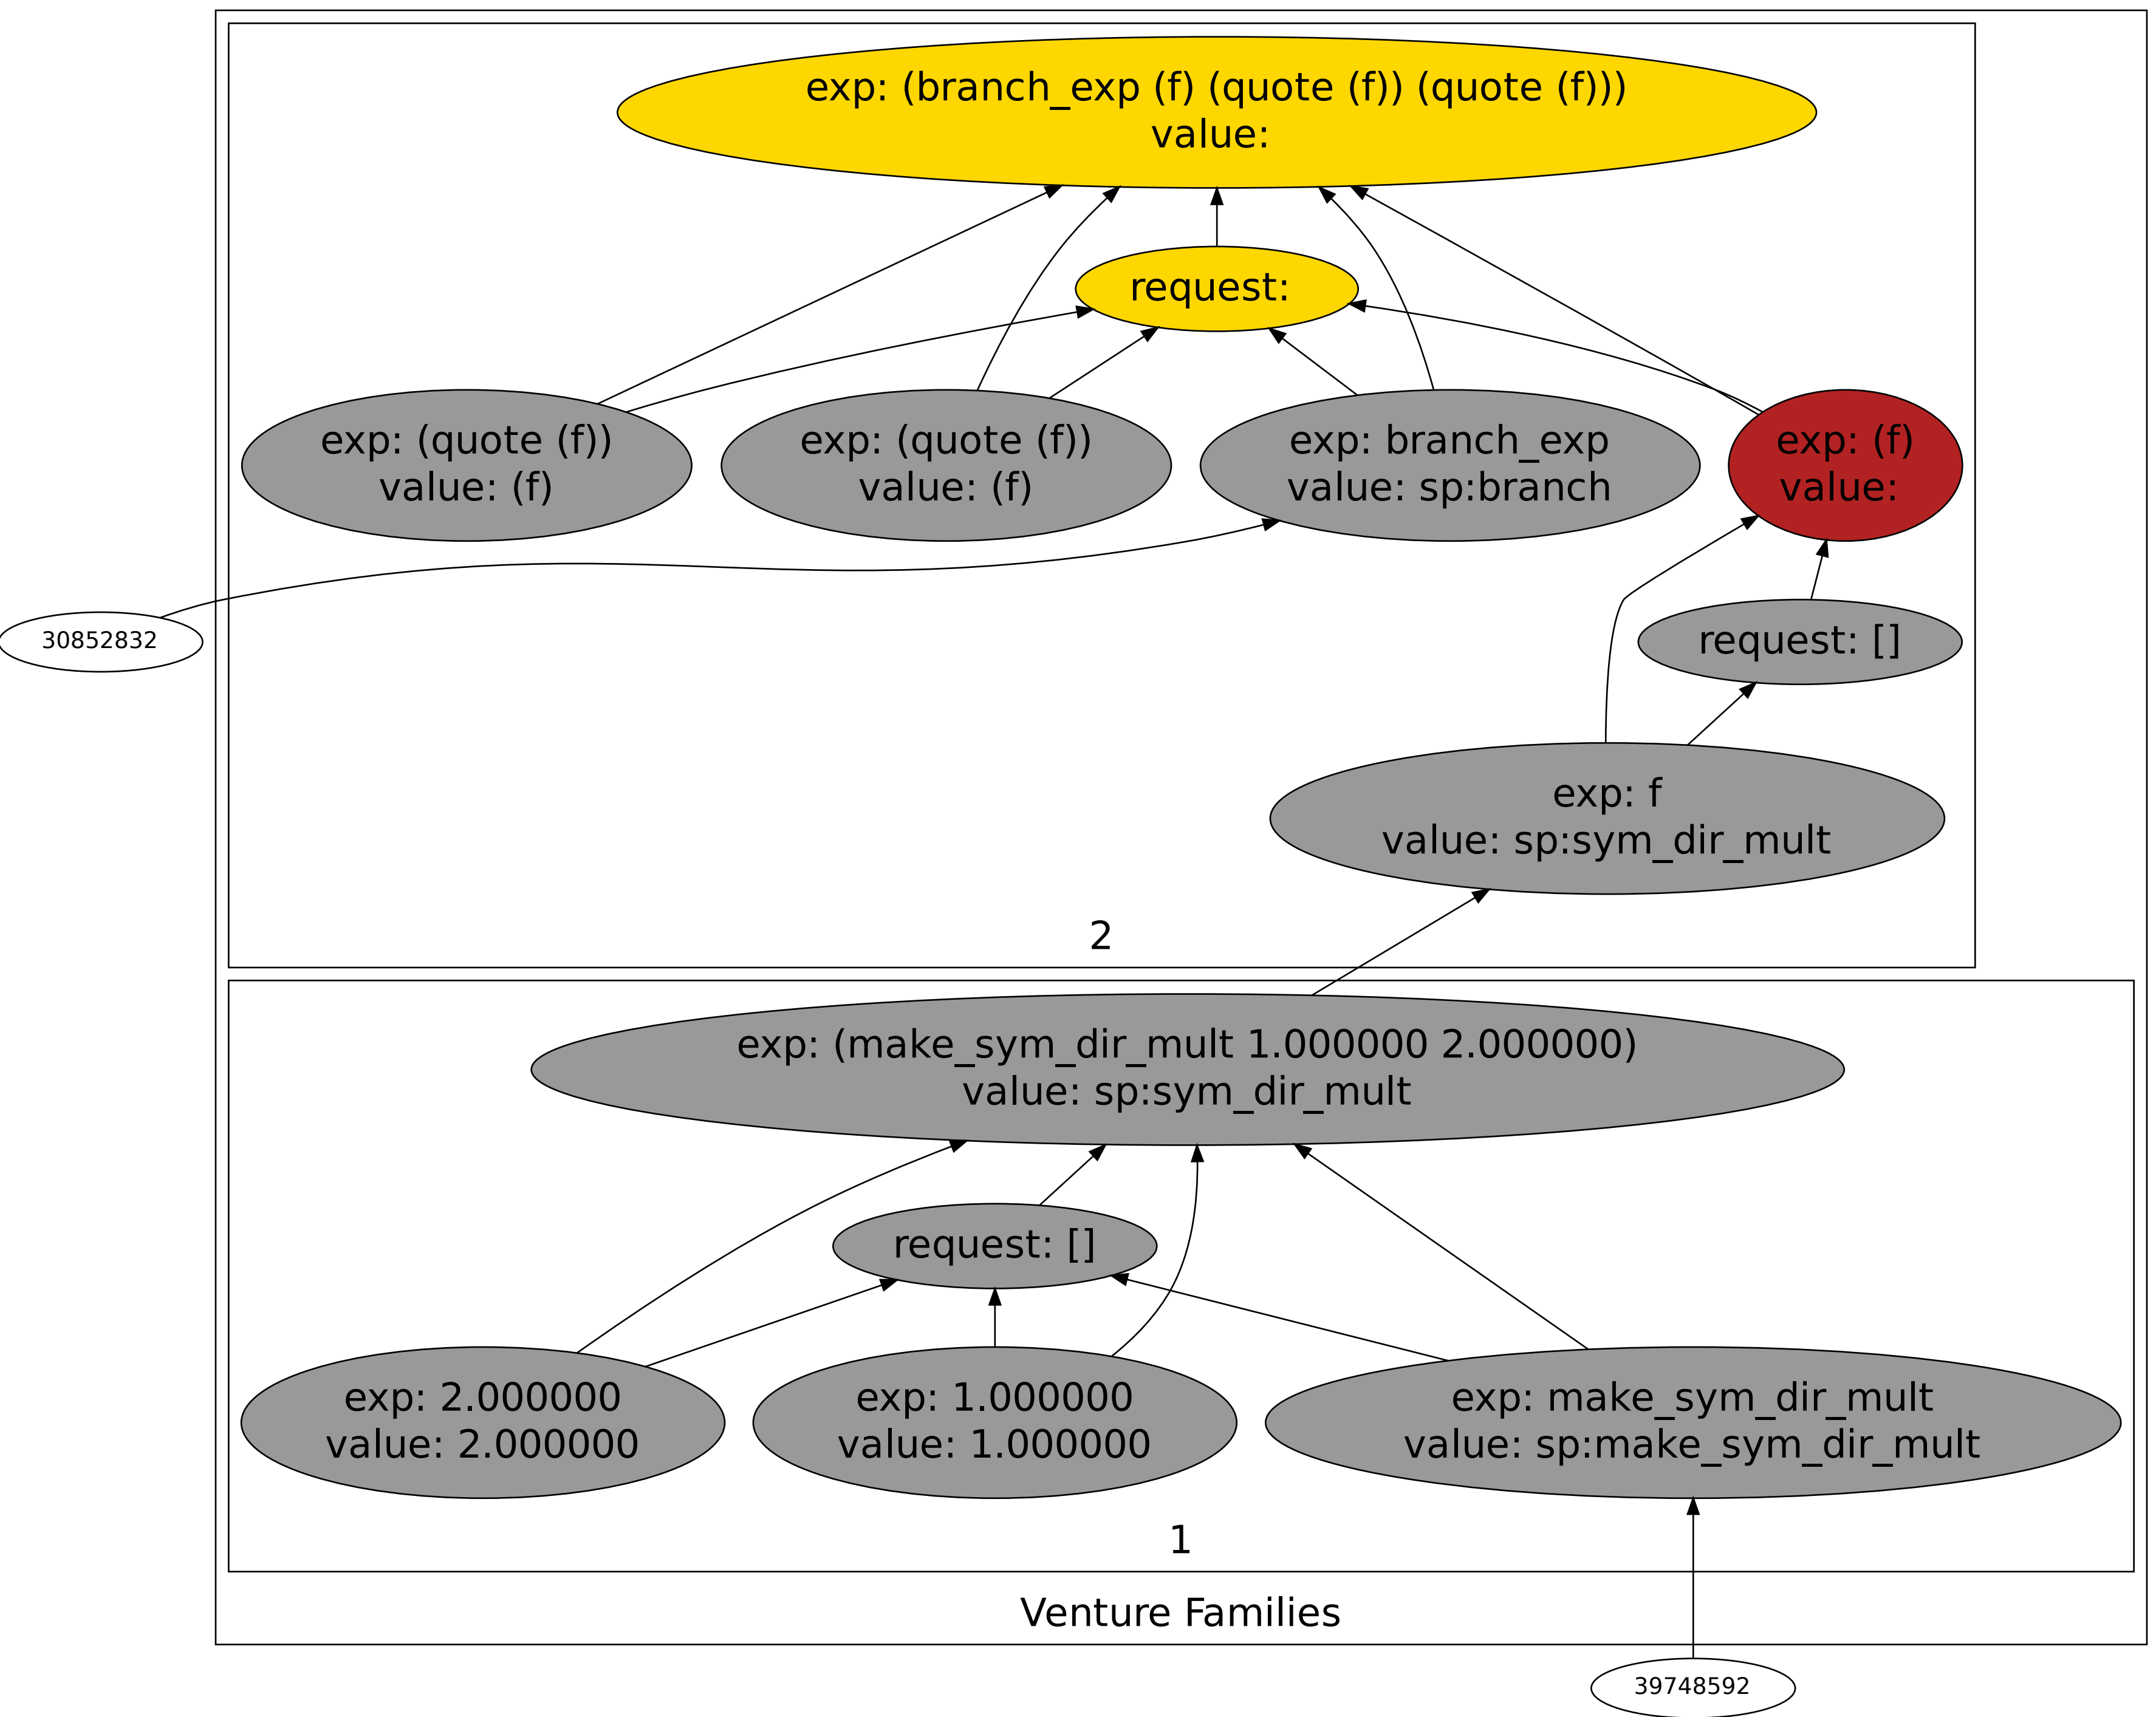 exp: (branch_exp (f) (quote (f)) (quote (f)))
value:
request:
exp: (quote (f))
value: (f)
exp: (quote (f))
value: (f)
exp: branch_exp
value: sp:branch
exp: (f)
value:
30852832
request: []
exp: f
value: sp:sym_dir_mult
2
exp: (make_sym_dir_mult 1.000000 2.000000)
value: sp:sym_dir_mult
request: []
exp: 2.000000
value: 2.000000
exp: 1.000000
value: 1.000000
exp: make_sym_dir_mult
value: sp:make_sym_dir_mult
1
Venture Families
39748592